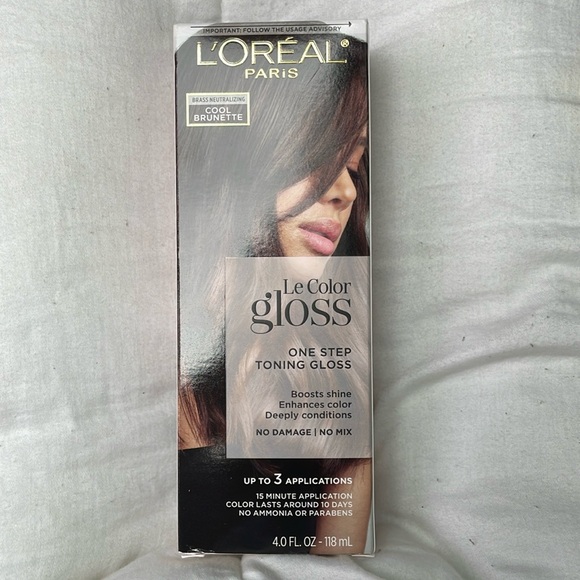 IMPORTANT: FOLLOW THE USAGE ADVISORY
L'ORÉAL®
PARIS
BRASS NEUTRALIZING
COOL
BRUNETTE
Le Color
gloss
ONE STEP
TONING GLOSS
Boosts shine
Enhances color
Deeply conditions
NO DAMAGE | NO MIX
UP TO 3 APPLICATIONS
15 MINUTE APPLICATION
COLOR LASTS AROUND 10 DAYS
NO AMMONIA OR PARABENS
4.0 FL. OZ - 118 mL